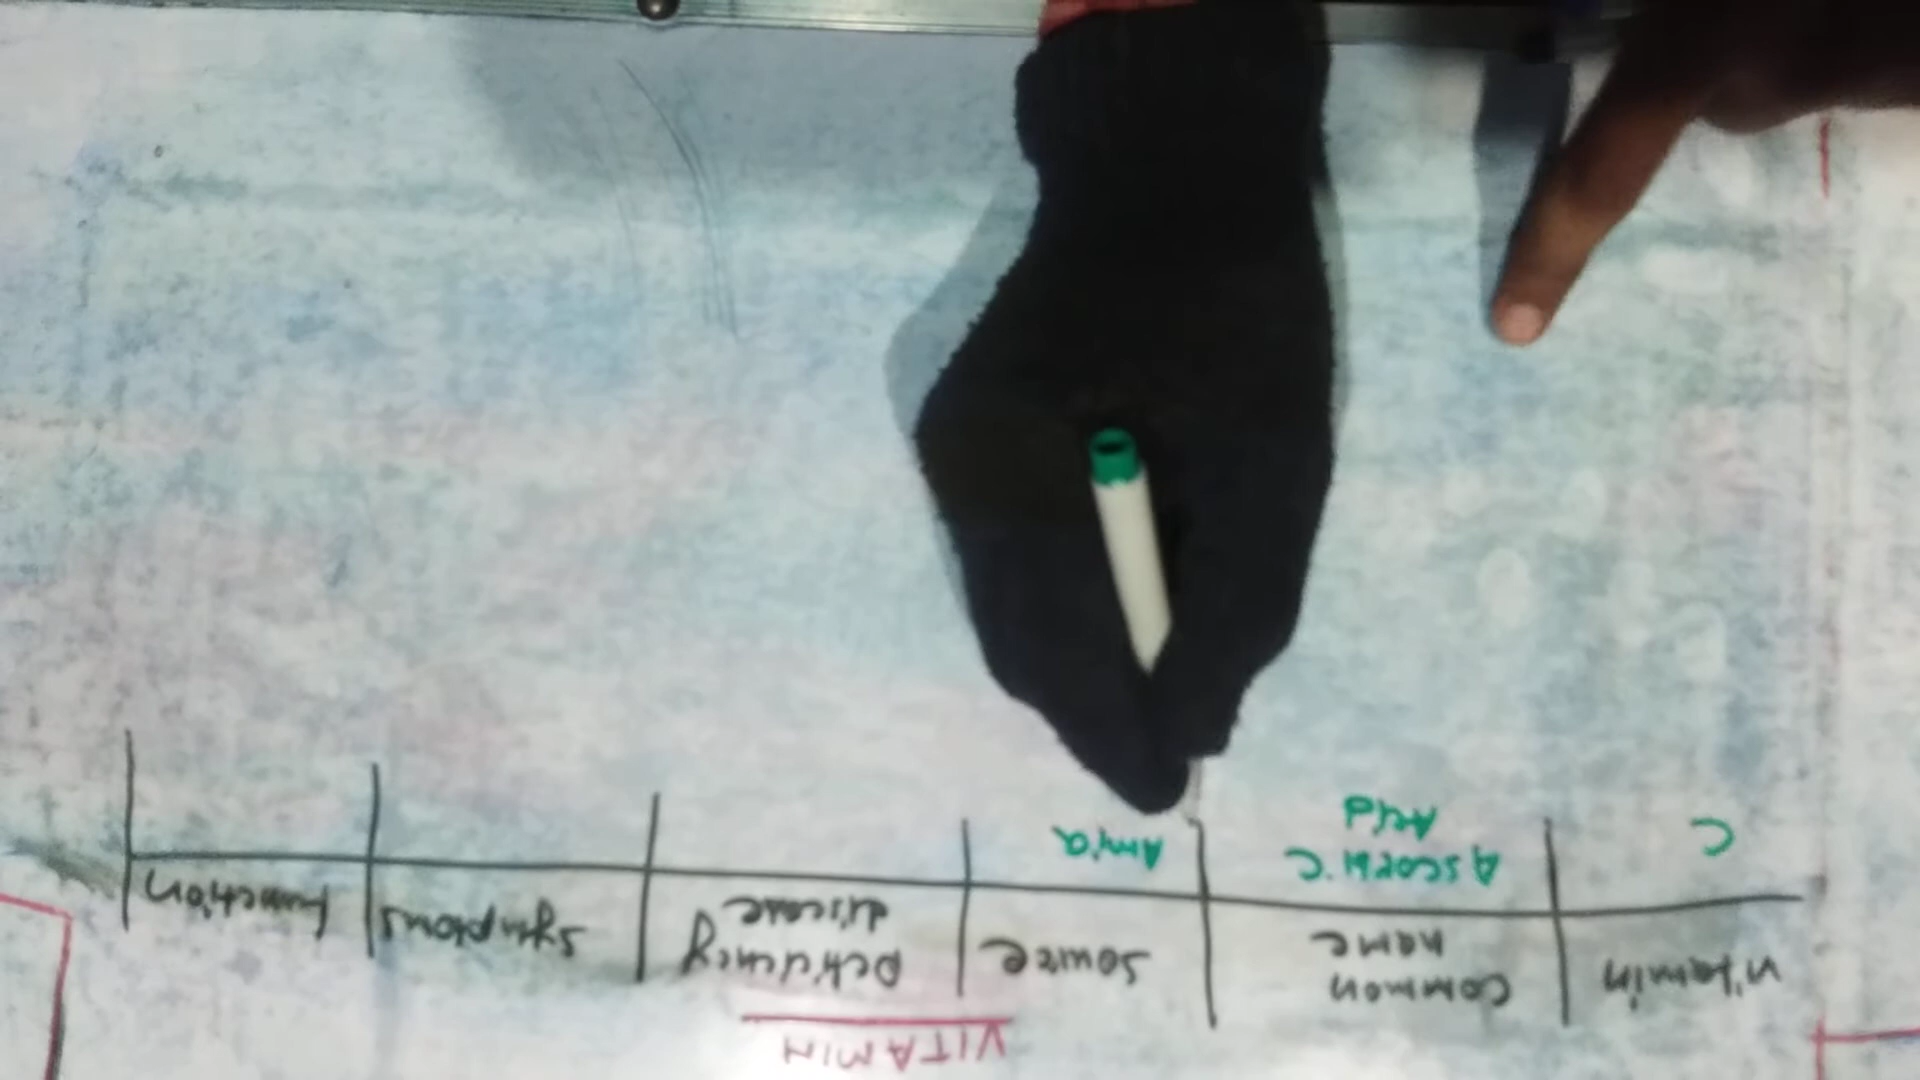 VITAMIN
Vitamin
Common
name
Source
Deficiency
disease
Symptoms
Function
C
Ascorbic
Acid
Amla